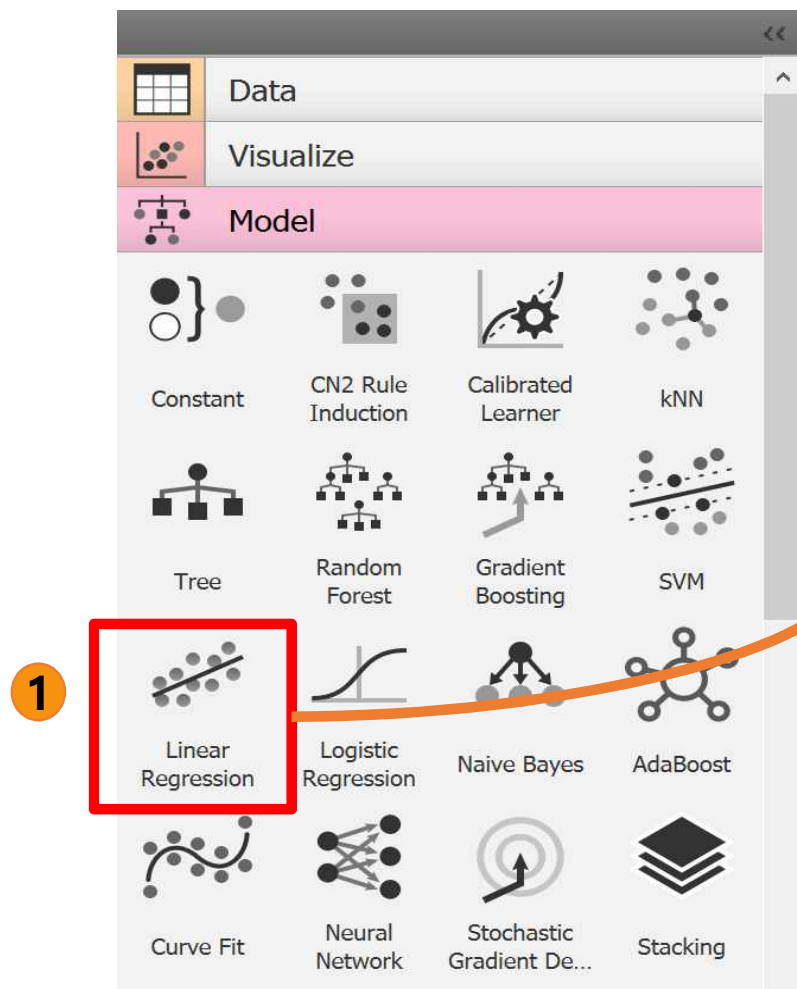 <<
Data
Visualize
Model
Constant
CN2 Rule
Induction
Calibrated
Learner
kNN
Tree
Random
Forest
Gradient
Boosting
SVM
1
Linear
Regression
Logistic
Regression
Naive Bayes
AdaBoost
Curve Fit
Neural
Network
Stochastic
Gradient De...
Stacking